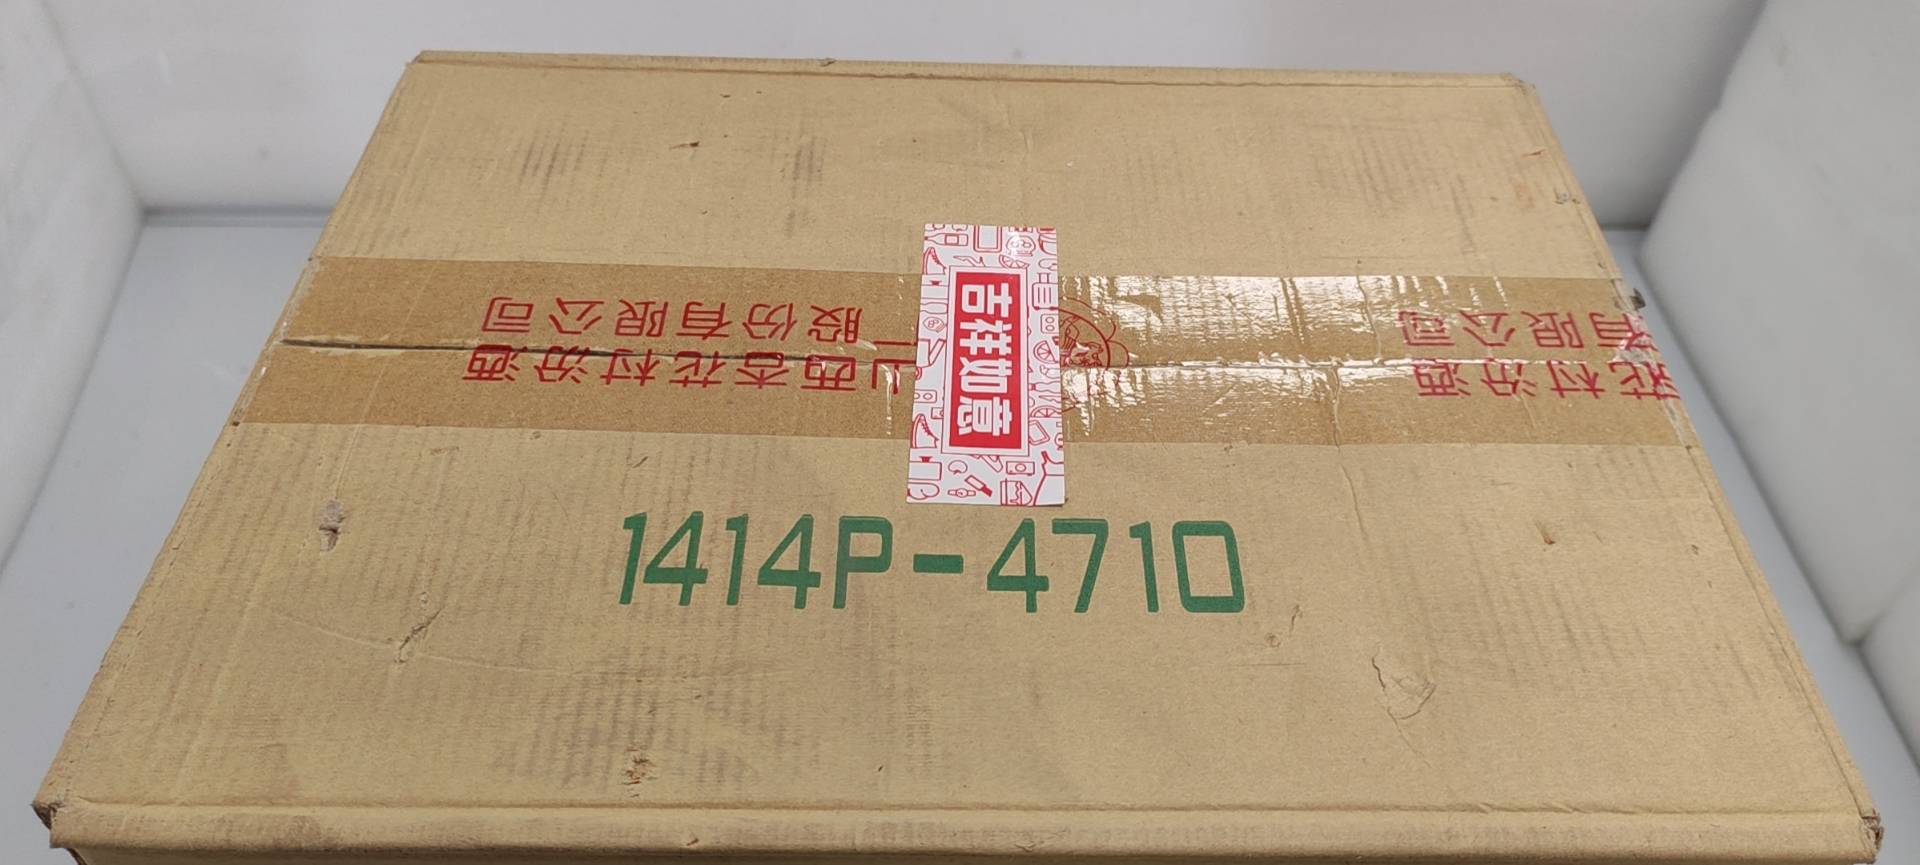 山西杏花村汾酒
股份有限公司
吉祥如意
花村汾酒
有限公司
1414P-4710